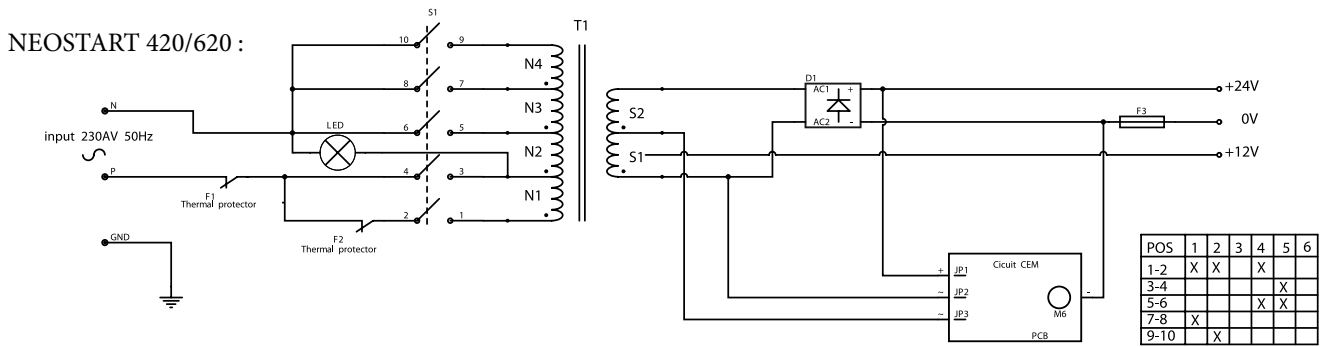 NEOSTART 420/620 :
S1
T1
10 9
N4
8 7
N3
LED
6 5
N2
4 3
N1
2 1
N
input 230AV 50Hz
P
F1
Thermal protector
F2
Thermal protector
GND
S2
S1
D1
AC1 +
AC2 -
+24V
F3
0V
+12V
Cicuit CEM
+ JP1
~ JP2
~ JP3
-
M6
PCB
POS 1 2 3 4 5 6
1-2 X X X
3-4 X
5-6 X X
7-8 X
9-10 X